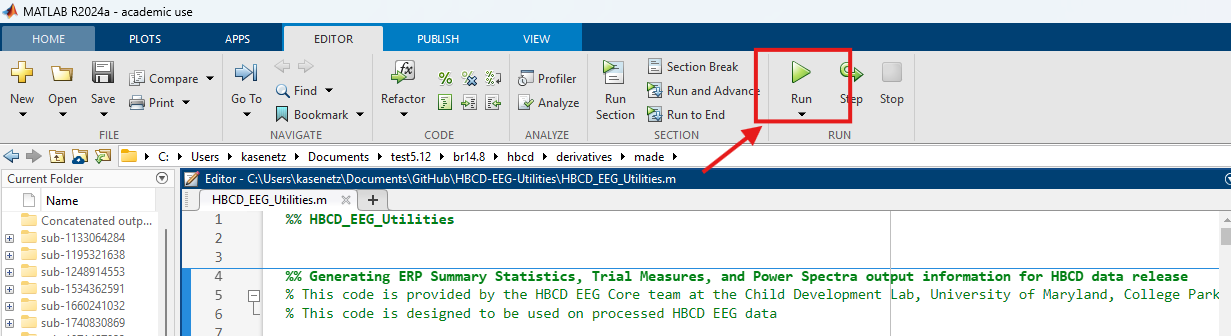 MATLAB R2024a - academic use
HOME PLOTS APPS EDITOR PUBLISH VIEW
New Open Save Compare Print
FILE
Go To Find Bookmark
NAVIGATE
Refactor
CODE
Profiler
Analyze
ANALYZE
Run Section
Section Break
Run and Advance
Run to End
SECTION
Run Step Stop
RUN
C: Users kasenetz Documents test5.12 br14.8 hbcd derivatives made
Current Folder
Name
Concatenated outp...
sub-1133064284
sub-1195321638
sub-1248914553
sub-1534362591
sub-1660241032
sub-1740830869
Editor - C:\Users\kasenetz\Documents\GitHub\HBCD-EEG-Utilities\HBCD_EEG_Utilities.m
HBCD_EEG_Utilities.m
1 %% HBCD_EEG_Utilities
2
3
4 %% Generating ERP Summary Statistics, Trial Measures, and Power Spectra output information for HBCD data release
5 % This code is provided by the HBCD EEG Core team at the Child Development Lab, University of Maryland, College Park
6 % This code is designed to be used on processed HBCD EEG data
7